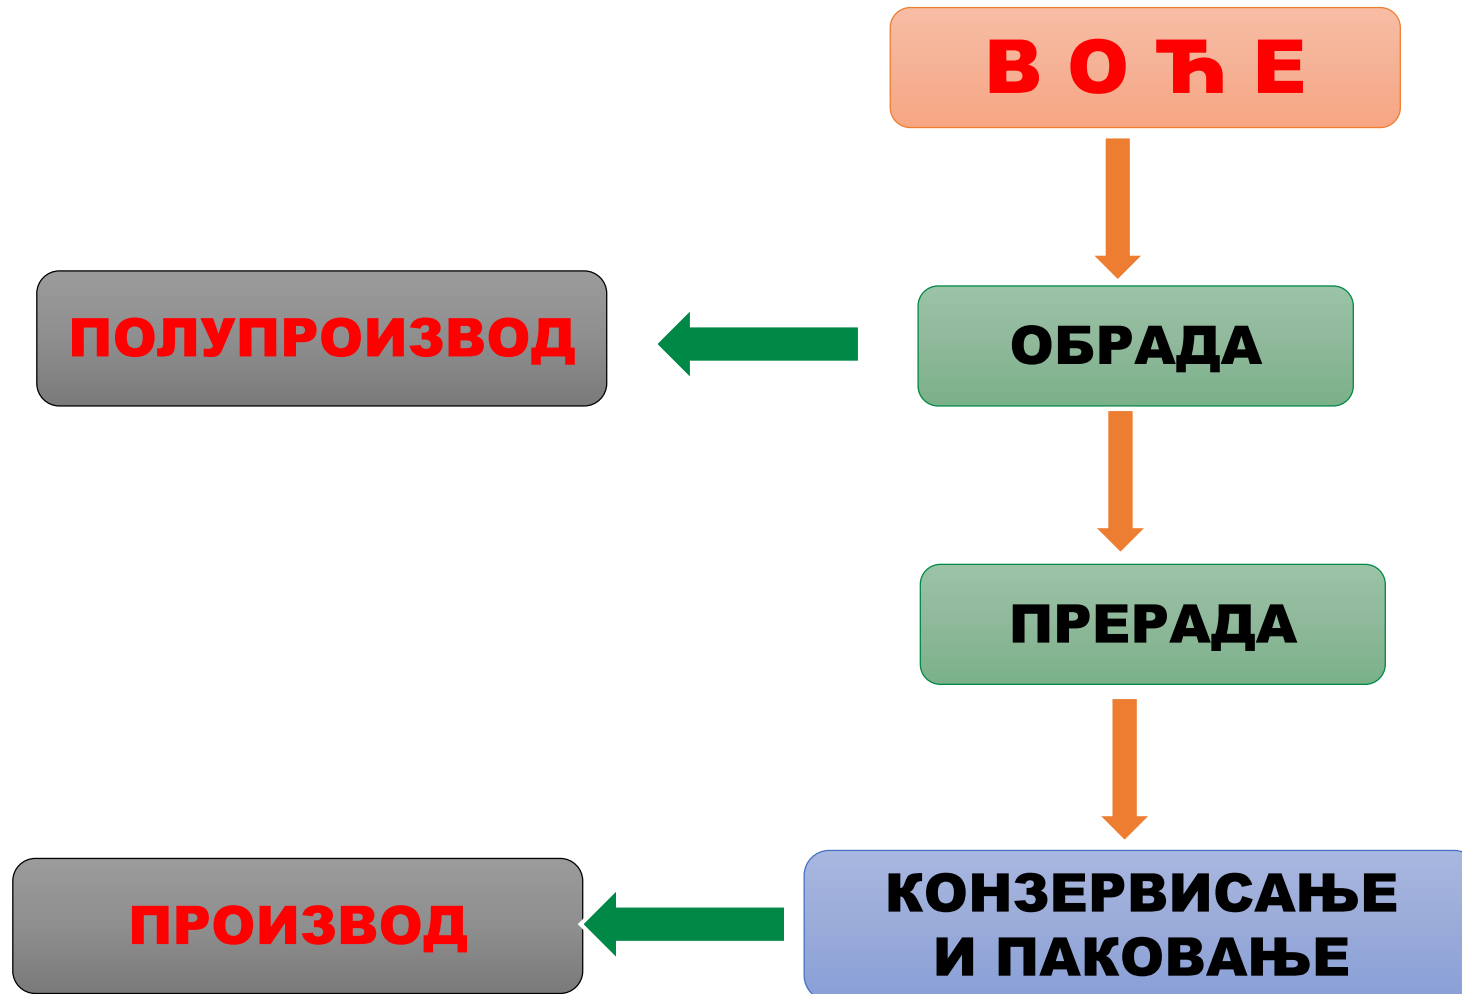 В О Ћ Е
ПОЛУПРОИЗВОД
ОБРАДА
ПРЕРАДА
ПРОИЗВОД
КОНЗЕРВИСАЊЕ
И ПАКОВАЊЕ